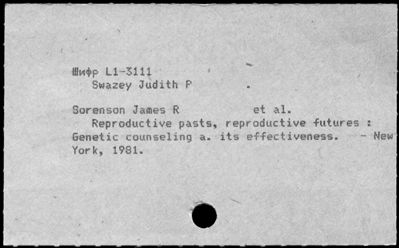 Шифр L1-3111
Swazey Judith P
Sorenson James R et al.
Reproductive pasts, reproductive futures :
Genetic counseling a. its effectiveness. - New
York, 1981.